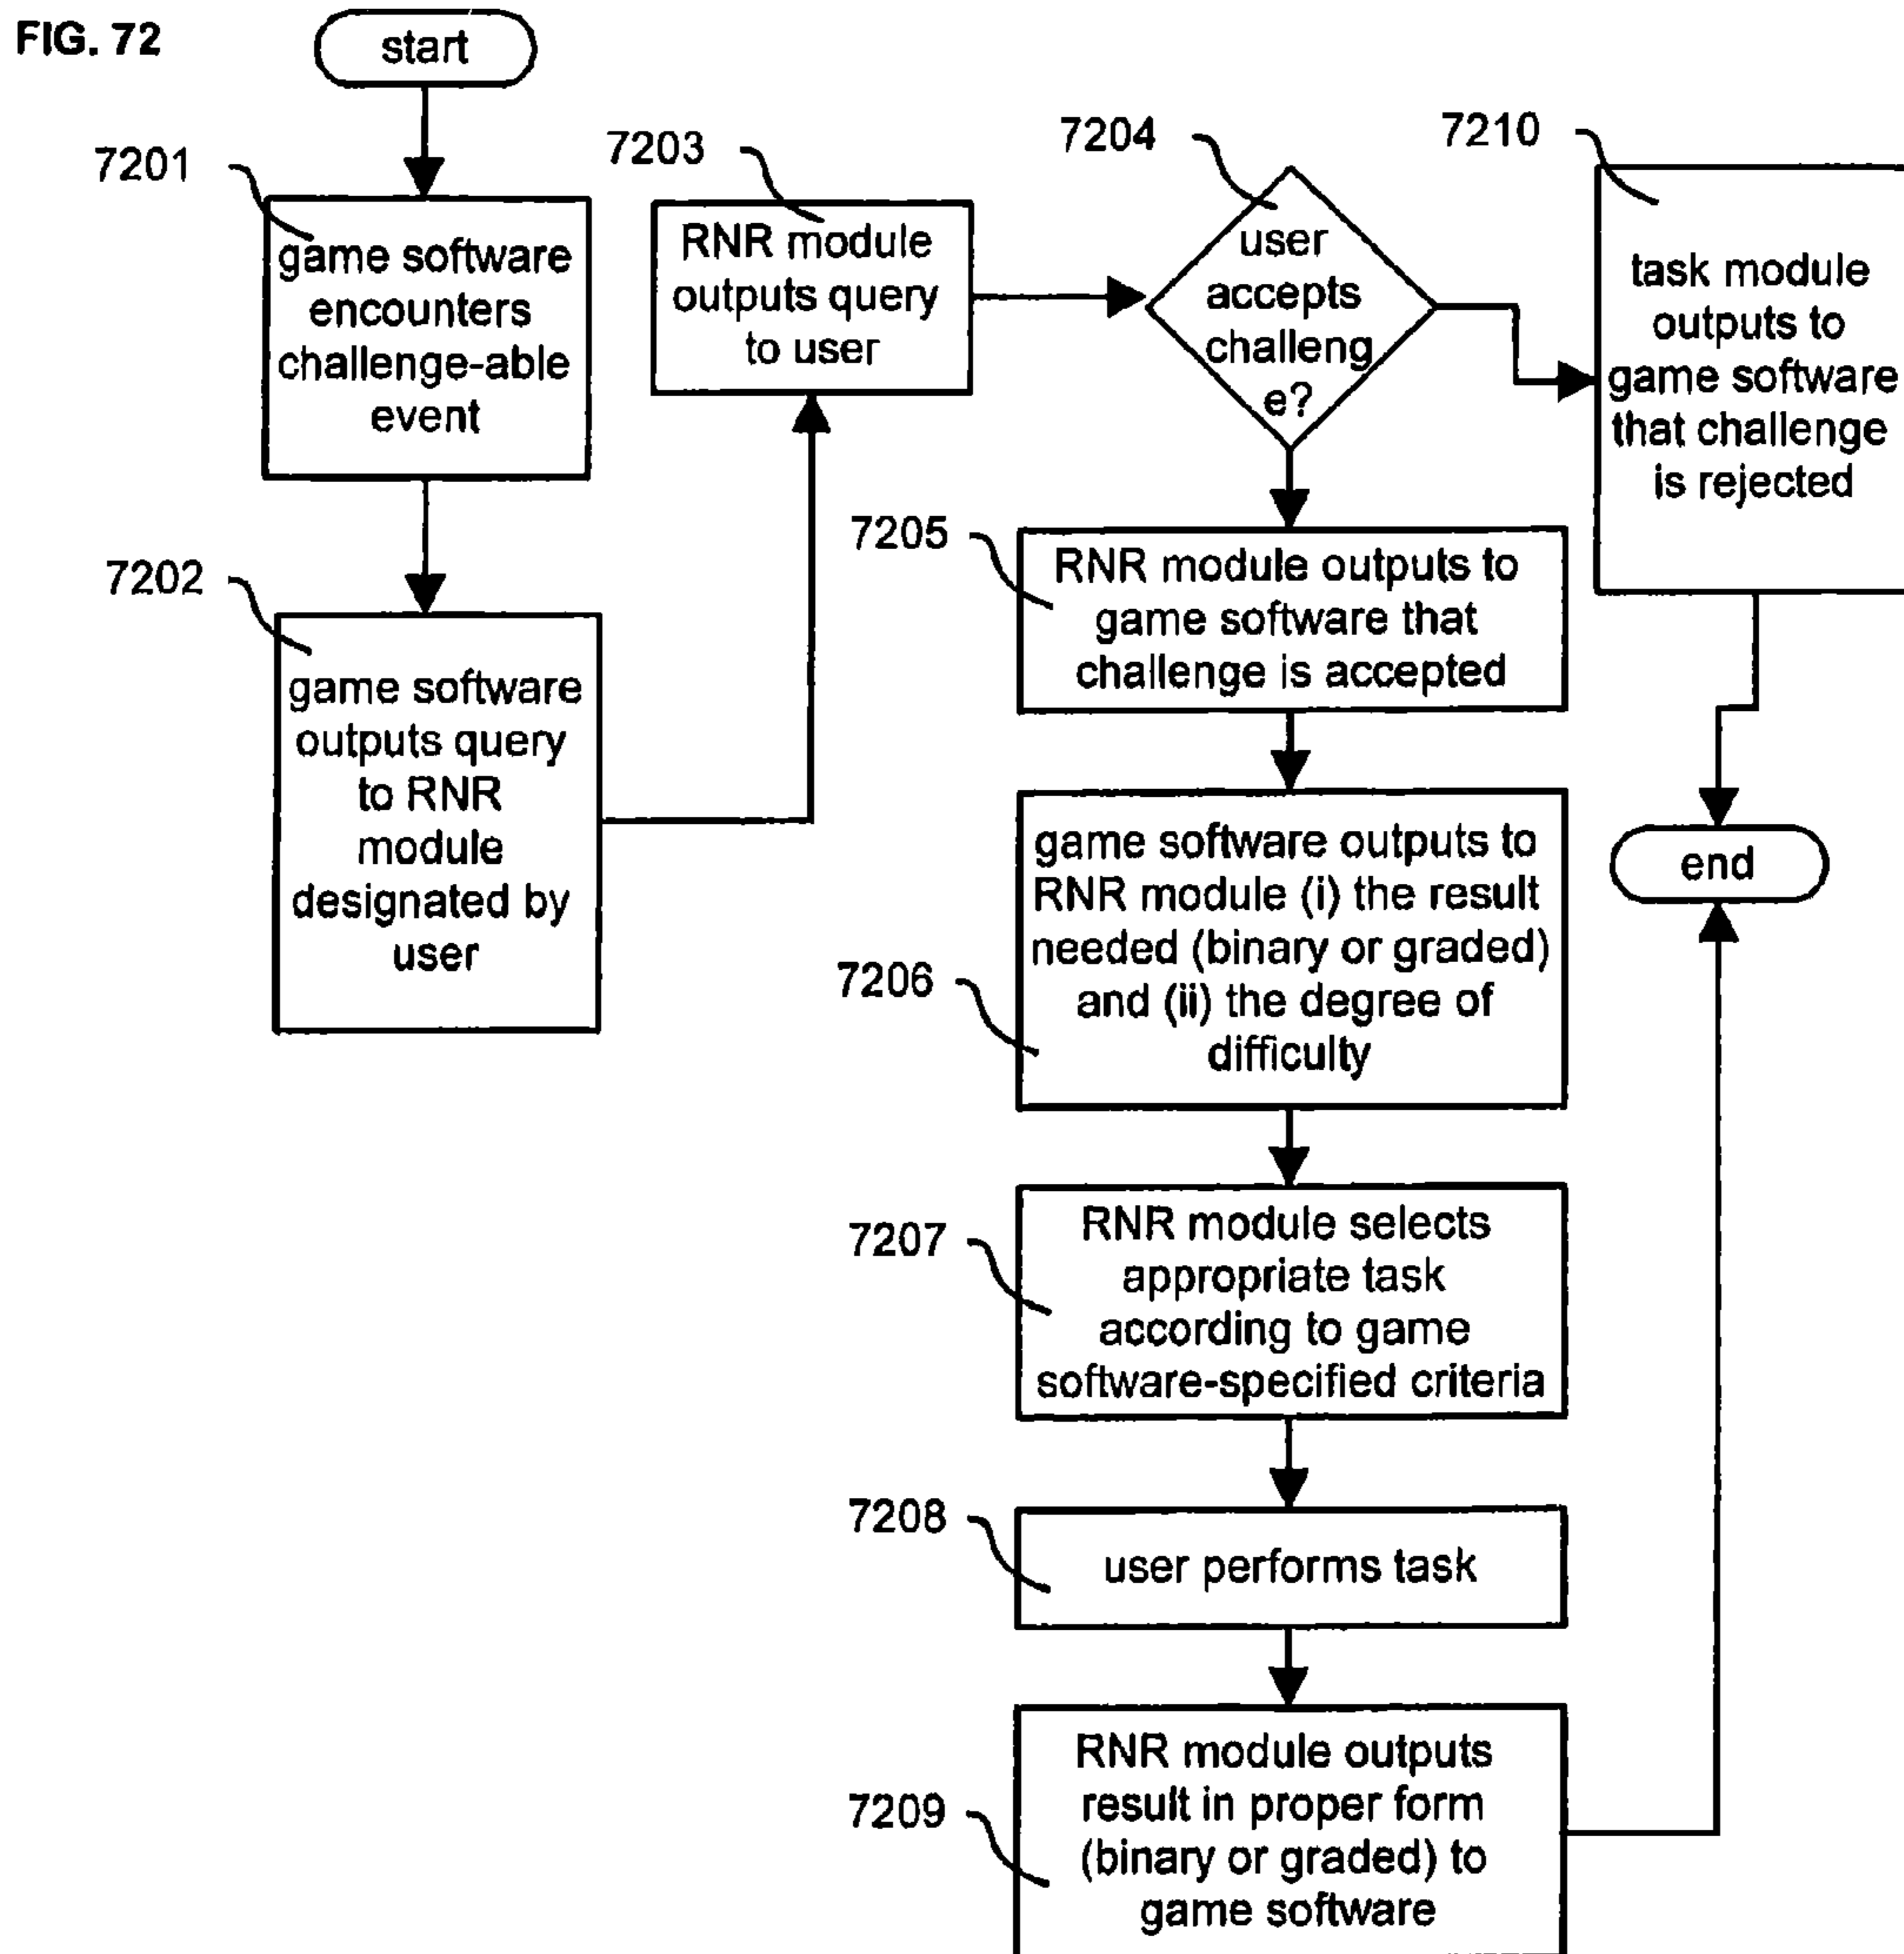 FIG. 72
start
7201
game software
encounters
challenge-able
event
7202
game software
outputs query
to RNR
module
designated by
user
7203
RNR module
outputs query
to user
7204
user
accepts
challeng
e?
7210
task module
outputs to
game software
that challenge
is rejected
7205
RNR module outputs to
game software that
challenge is accepted
7206
game software outputs to
RNR module (i) the result
needed (binary or graded)
and (ii) the degree of
difficulty
end
7207
RNR module selects
appropriate task
according to game
software-specified criteria
7208
user performs task
7209
RNR module outputs
result in proper form
(binary or graded) to
game software